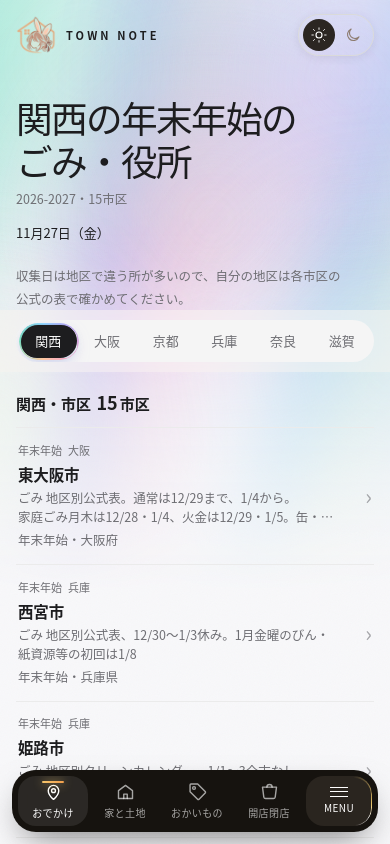 TOWN NOTE
関西の年末年始の
ごみ・役所
2026-2027・15市区
11月27日（金）
収集日は地区で違う所が多いので、自分の地区は各市区の
公式の表で確かめてください。
関西 大阪 京都 兵庫 奈良 滋賀
関西・市区 15市区
年末年始 大阪
東大阪市
ごみ 地区別公式表。通常は12/29まで、1/4から。
家庭ごみ月木は12/28・1/4、火金は12/29・1/5。缶・…
年末年始・大阪府
年末年始 兵庫
西宮市
ごみ 地区別公式表、12/30〜1/3休み。1月金曜のびん・
紙資源等の初回は1/8
年末年始・兵庫県
年末年始 兵庫
姫路市
おでかけ 家と土地 おかいもの 開店閉店 MENU